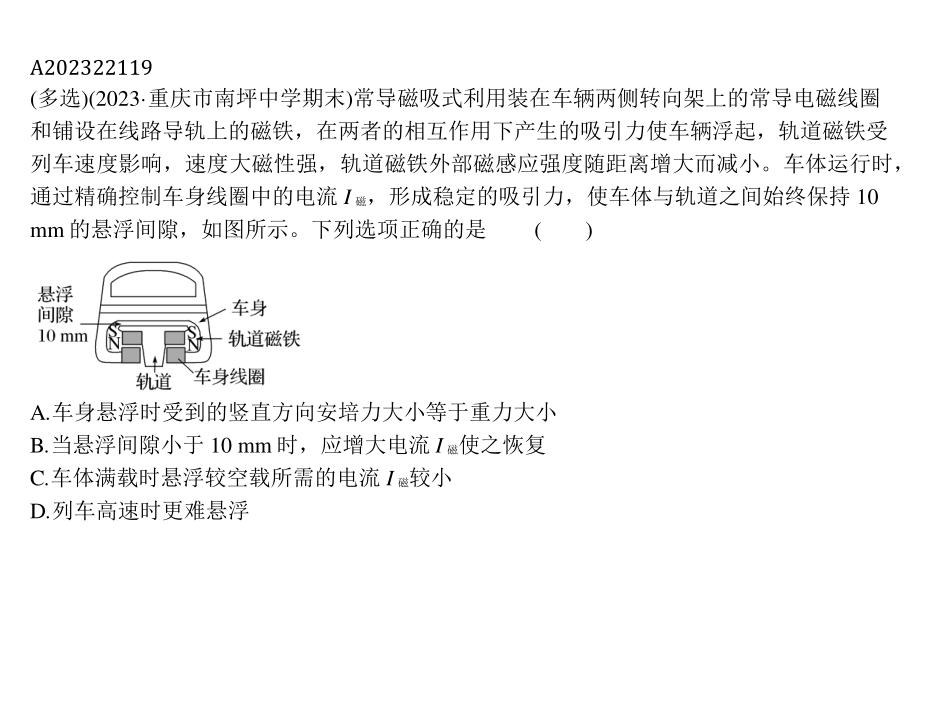 A202322119
(多选)(2023·重庆市南坪中学期末)常导磁吸式利用装在车辆两侧转向架上的常导电磁线圈
和铺设在线路导轨上的磁铁，在两者的相互作用下产生的吸引力使车辆浮起，轨道磁铁受
列车速度影响，速度大磁性强，轨道磁铁外部磁感应强度随距离增大而减小。车体运行时，
通过精确控制车身线圈中的电流 I磁，形成稳定的吸引力，使车体与轨道之间始终保持 10
mm 的悬浮间隙，如图所示。下列选项正确的是 ( )
悬浮
间隙
10 mm
车身
S
N
S
N
轨道磁铁
轨道
车身线圈
A.车身悬浮时受到的竖直方向安培力大小等于重力大小
B.当悬浮间隙小于 10 mm 时，应增大电流 I磁使之恢复
C.车体满载时悬浮较空载所需的电流 I磁较小
D.列车高速时更难悬浮